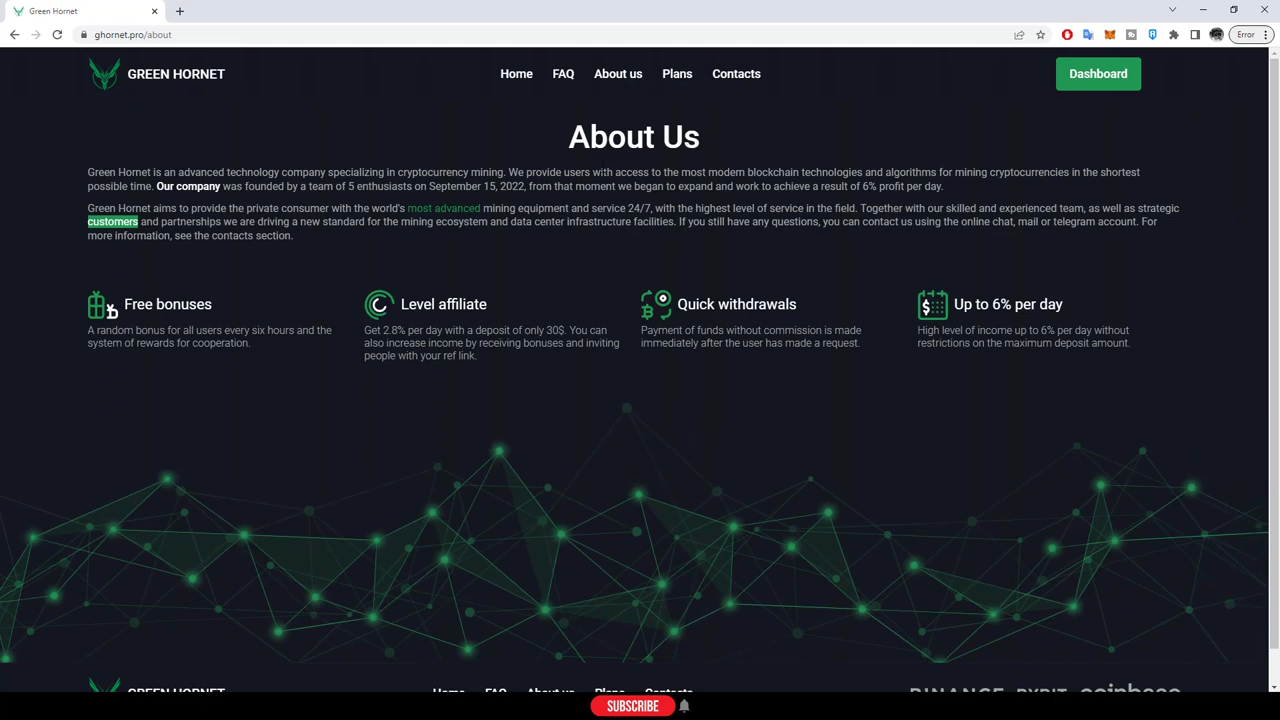 Green Hornet
ghornet.pro/about
Error
GREEN HORNET
Home FAQ About us Plans Contacts
Dashboard
About Us
Green Hornet is an advanced technology company specializing in cryptocurrency mining. We provide users with access to the most modern blockchain technologies and algorithms for mining cryptocurrencies in the shortest
possible time. Our company was founded by a team of 5 enthusiasts on September 15, 2022, from that moment we began to expand and work to achieve a result of 6% profit per day.
Green Hornet aims to provide the private consumer with the world's most advanced mining equipment and service 24/7, with the highest level of service in the field. Together with our skilled and experienced team, as well as strategic
customers and partnerships we are driving a new standard for the mining ecosystem and data center infrastructure facilities. If you still have any questions, you can contact us using the online chat, mail or telegram account. For
more information, see the contacts section.
Free bonuses
A random bonus for all users every six hours and the
system of rewards for cooperation.
Level affiliate
Get 2.8% per day with a deposit of only 30$. You can
also increase income by receiving bonuses and inviting
people with your ref link.
Quick withdrawals
Payment of funds without commission is made
immediately after the user has made a request.
Up to 6% per day
High level of income up to 6% per day without
restrictions on the maximum deposit amount.
GREEN HORNET
Home FAQ About us Plans Contacts
BINANCE BYBIT coinbase
SUBSCRIBE